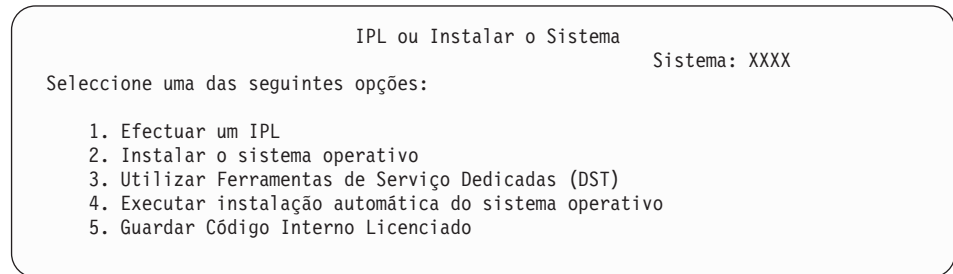 IPL ou Instalar o Sistema
Sistema: XXXX
Seleccione uma das seguintes opções:
1. Efectuar um IPL
2. Instalar o sistema operativo
3. Utilizar Ferramentas de Serviço Dedicadas (DST)
4. Executar instalação automática do sistema operativo
5. Guardar Código Interno Licenciado